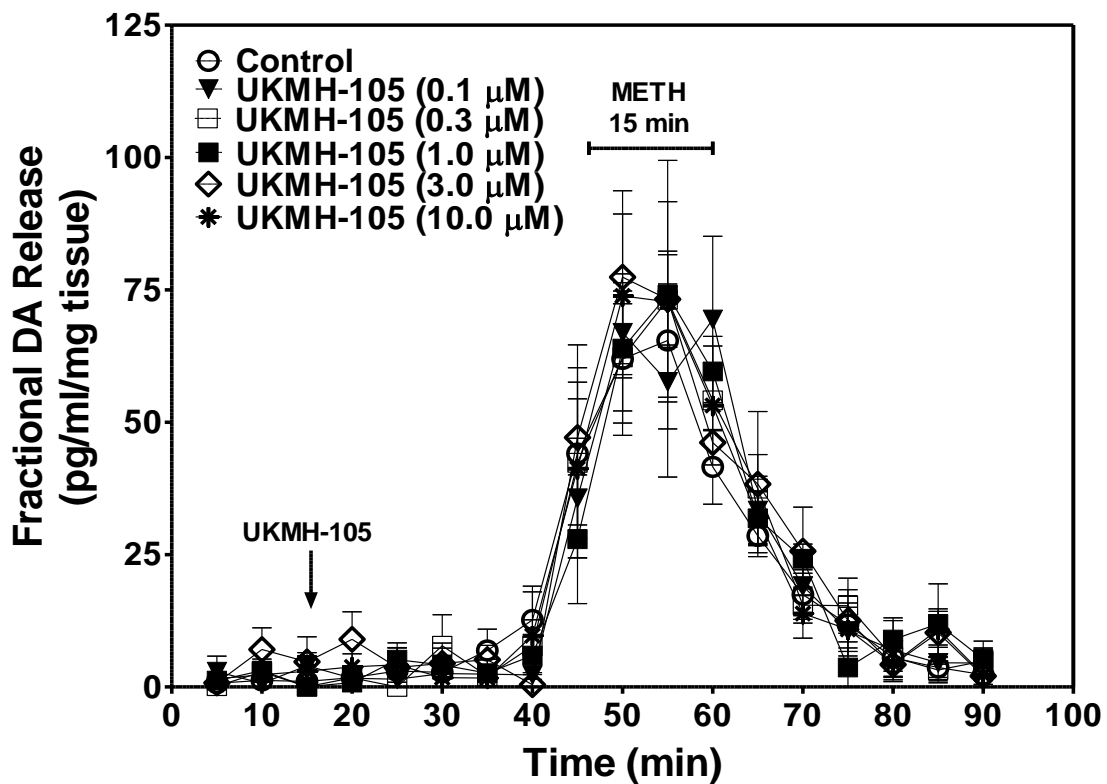 125
100
75
50
25
0
Fractional DA Release
(pg/ml/mg tissue)
Control
UKMH-105 (0.1 μM)
UKMH-105 (0.3 μM)
UKMH-105 (1.0 μM)
UKMH-105 (3.0 μM)
UKMH-105 (10.0 μM)
METH
15 min
UKMH-105
0 10 20 30 40 50 60 70 80 90 100
Time (min)